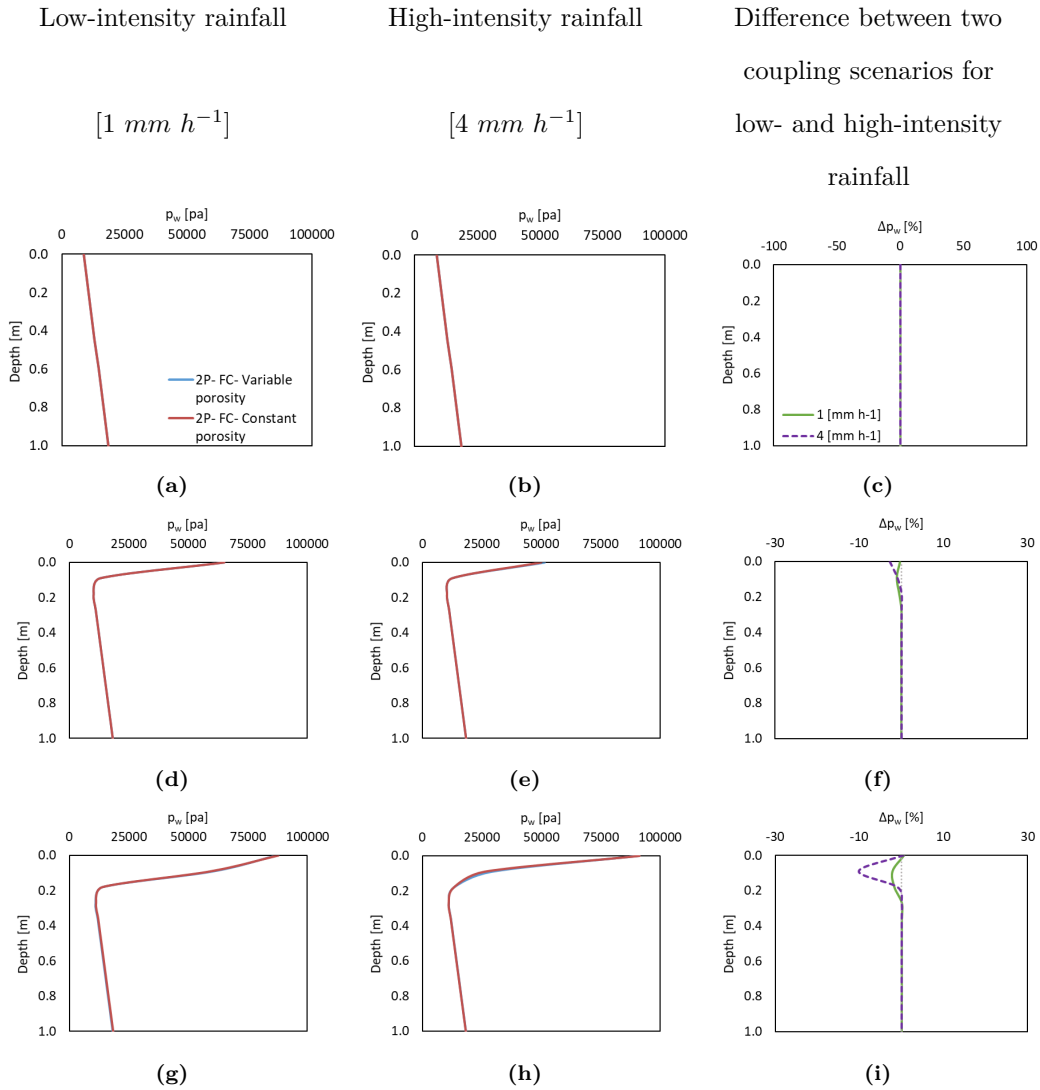 Low-intensity rainfall
High-intensity rainfall
Difference between two
coupling scenarios for
[1 mm h⁻¹]
[4 mm h⁻¹]
low- and high-intensity
rainfall
p_w [pa]
0 25000 50000 75000 100000
0.0
0.2
0.4
0.6
0.8
1.0
Depth [m]
2P- FC- Variable
porosity
2P- FC- Constant
porosity
(a)
p_w [pa]
0 25000 50000 75000 100000
0.0
0.2
0.4
0.6
0.8
1.0
Depth [m]
(b)
Δp_w [%]
-100 -50 0 50 100
0.0
0.2
0.4
0.6
0.8
1.0
Depth [m]
1 [mm h-1]
4 [mm h-1]
(c)
p_w [pa]
0 25000 50000 75000 100000
0.0
0.2
0.4
0.6
0.8
1.0
Depth [m]
(d)
p_w [pa]
0 25000 50000 75000 100000
0.0
0.2
0.4
0.6
0.8
1.0
Depth [m]
(e)
Δp_w [%]
-30 -10 10 30
0.0
0.2
0.4
0.6
0.8
1.0
Depth [m]
(f)
p_w [pa]
0 25000 50000 75000 100000
0.0
0.2
0.4
0.6
0.8
1.0
Depth [m]
(g)
p_w [pa]
0 25000 50000 75000 100000
0.0
0.2
0.4
0.6
0.8
1.0
Depth [m]
(h)
Δp_w [%]
-30 -10 10 30
0.0
0.2
0.4
0.6
0.8
1.0
Depth [m]
(i)